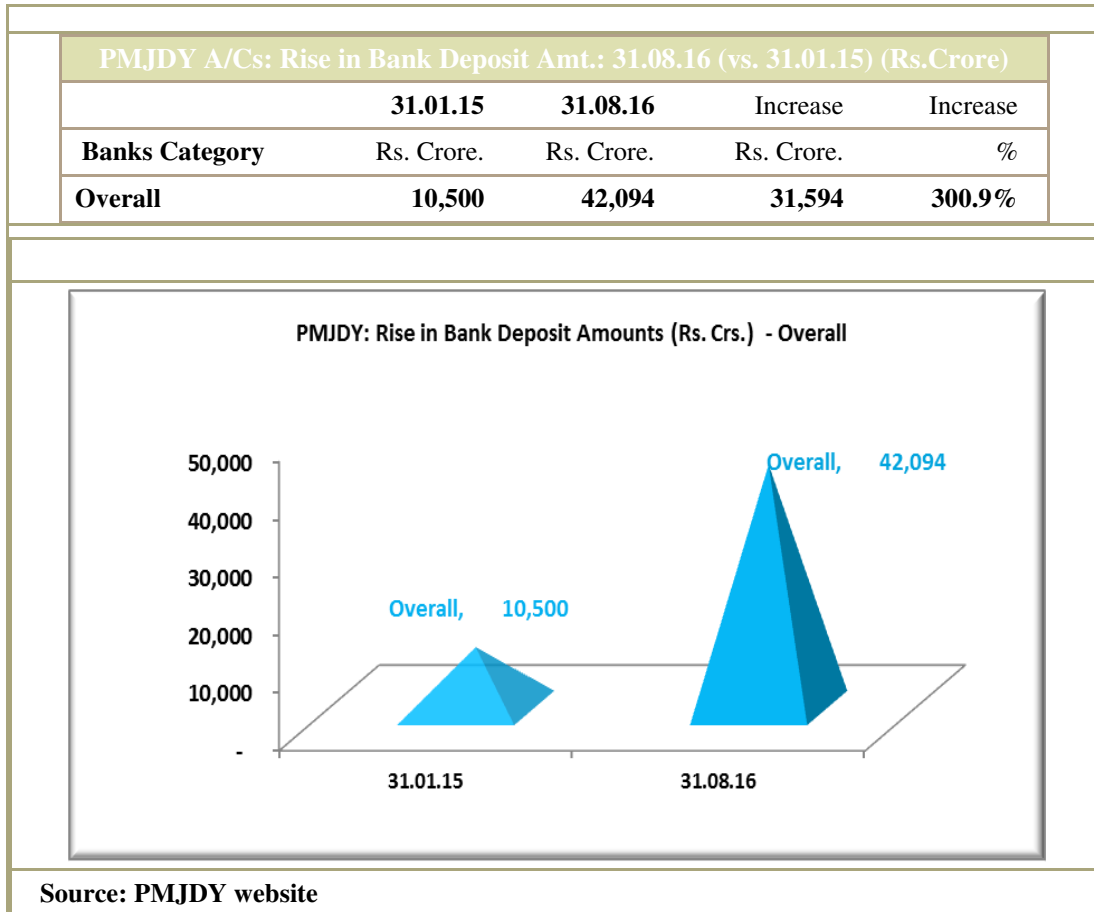 PMJDY A/Cs: Rise in Bank Deposit Amt.: 31.08.16 (vs. 31.01.15) (Rs.Crore)
31.01.15 31.08.16 Increase Increase
Banks Category Rs. Crore. Rs. Crore. Rs. Crore. %
Overall 10,500 42,094 31,594 300.9%
PMJDY: Rise in Bank Deposit Amounts (Rs. Crs.) - Overall
50,000
Overall, 42,094
40,000
30,000
Overall, 10,500
20,000
10,000
-
31.01.15 31.08.16
Source: PMJDY website